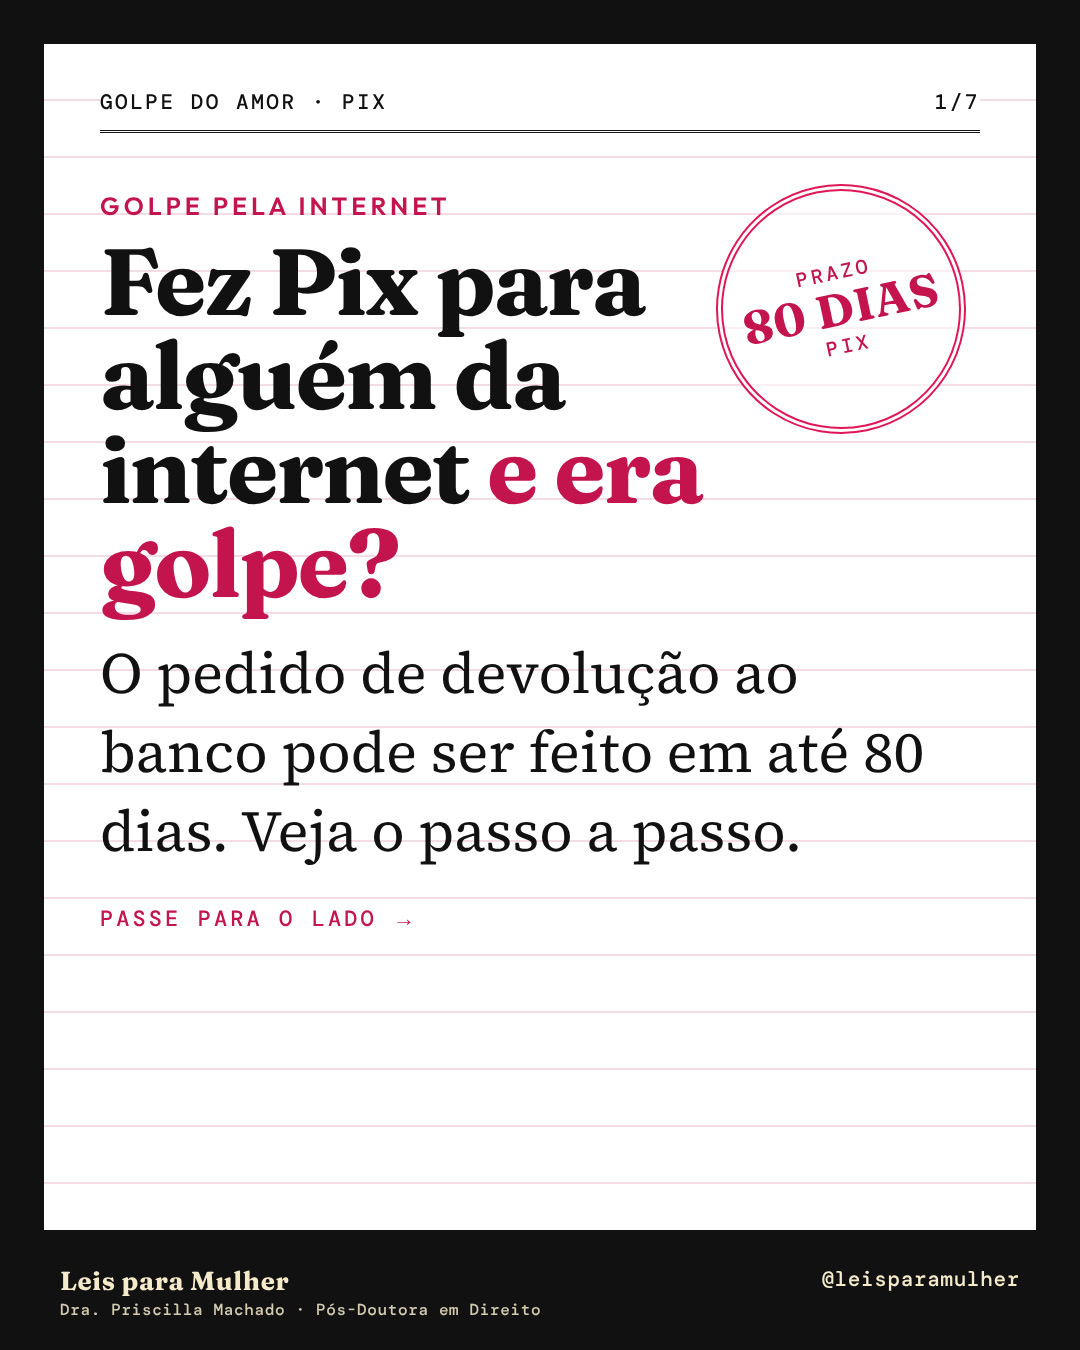 GOLPE DO AMOR · PIX
1/7
GOLPE PELA INTERNET
Fez Pix para
alguém da
internet e era
golpe?
PRAZO
80 DIAS
PIX
O pedido de devolução ao
banco pode ser feito em até 80
dias. Veja o passo a passo.
PASSE PARA O LADO →
Leis para Mulher
Dra. Priscilla Machado · Pós-Doutora em Direito
@leisparamulher